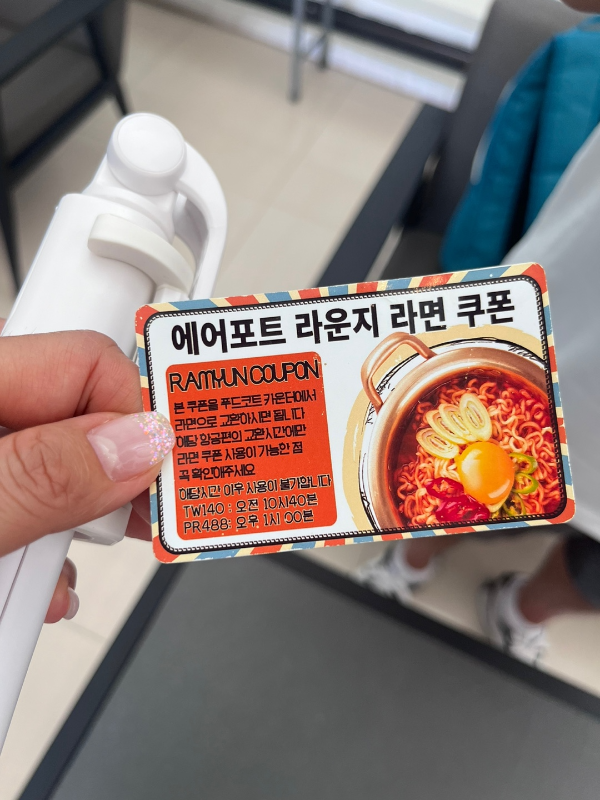 에어포트 라운지 라면 쿠폰
RAMYUN COUPON
본 쿠폰을 푸드코트 카운터에서
라면으로 교환하시면 됩니다
해당 항공편의 교환시간에만
라면 쿠폰 사용이 가능한 점
꼭 확인해주세요
해당시간 이후 사용이 불가합니다
TW140 : 오전 10시40분
PR488: 오후 1시 00분